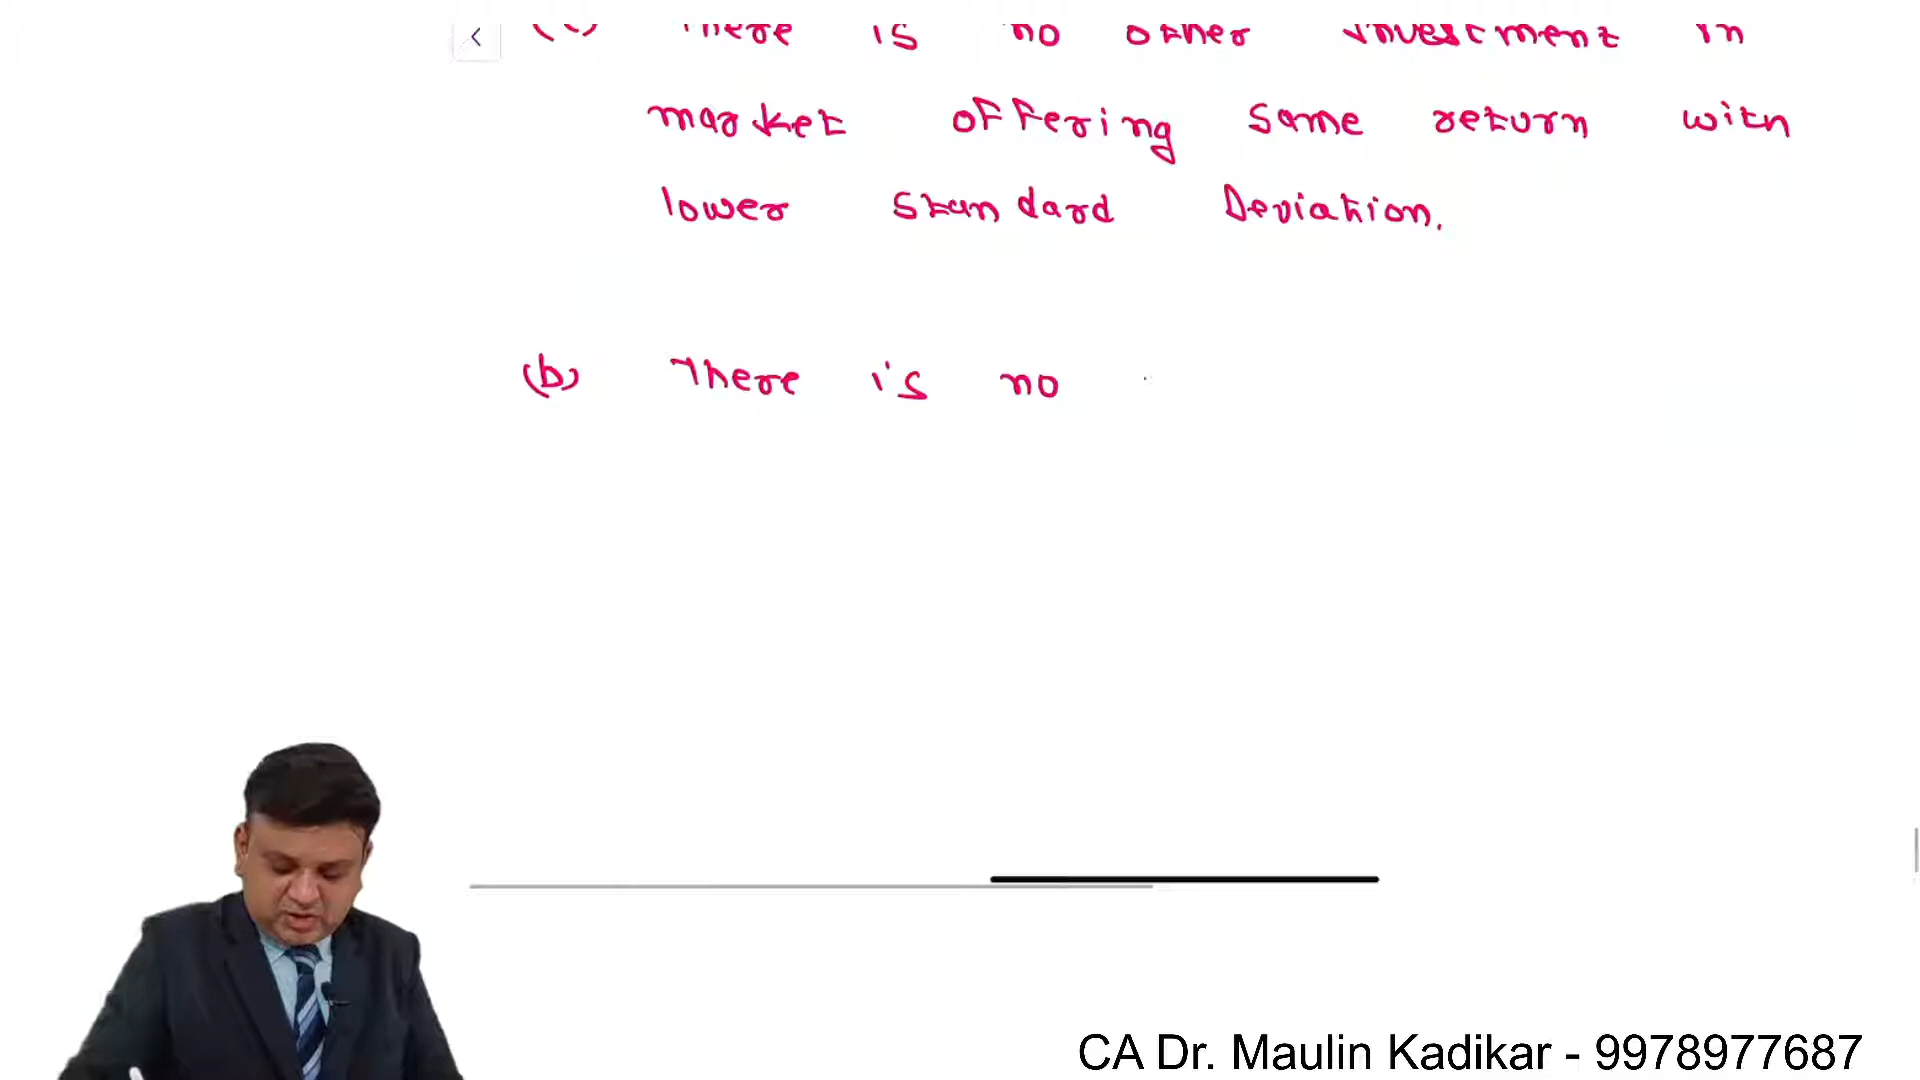 There is no other Investment in
market offering same return with
lower Standard Deviation.
(b) There is no
CA Dr. Maulin Kadikar - 9978977687